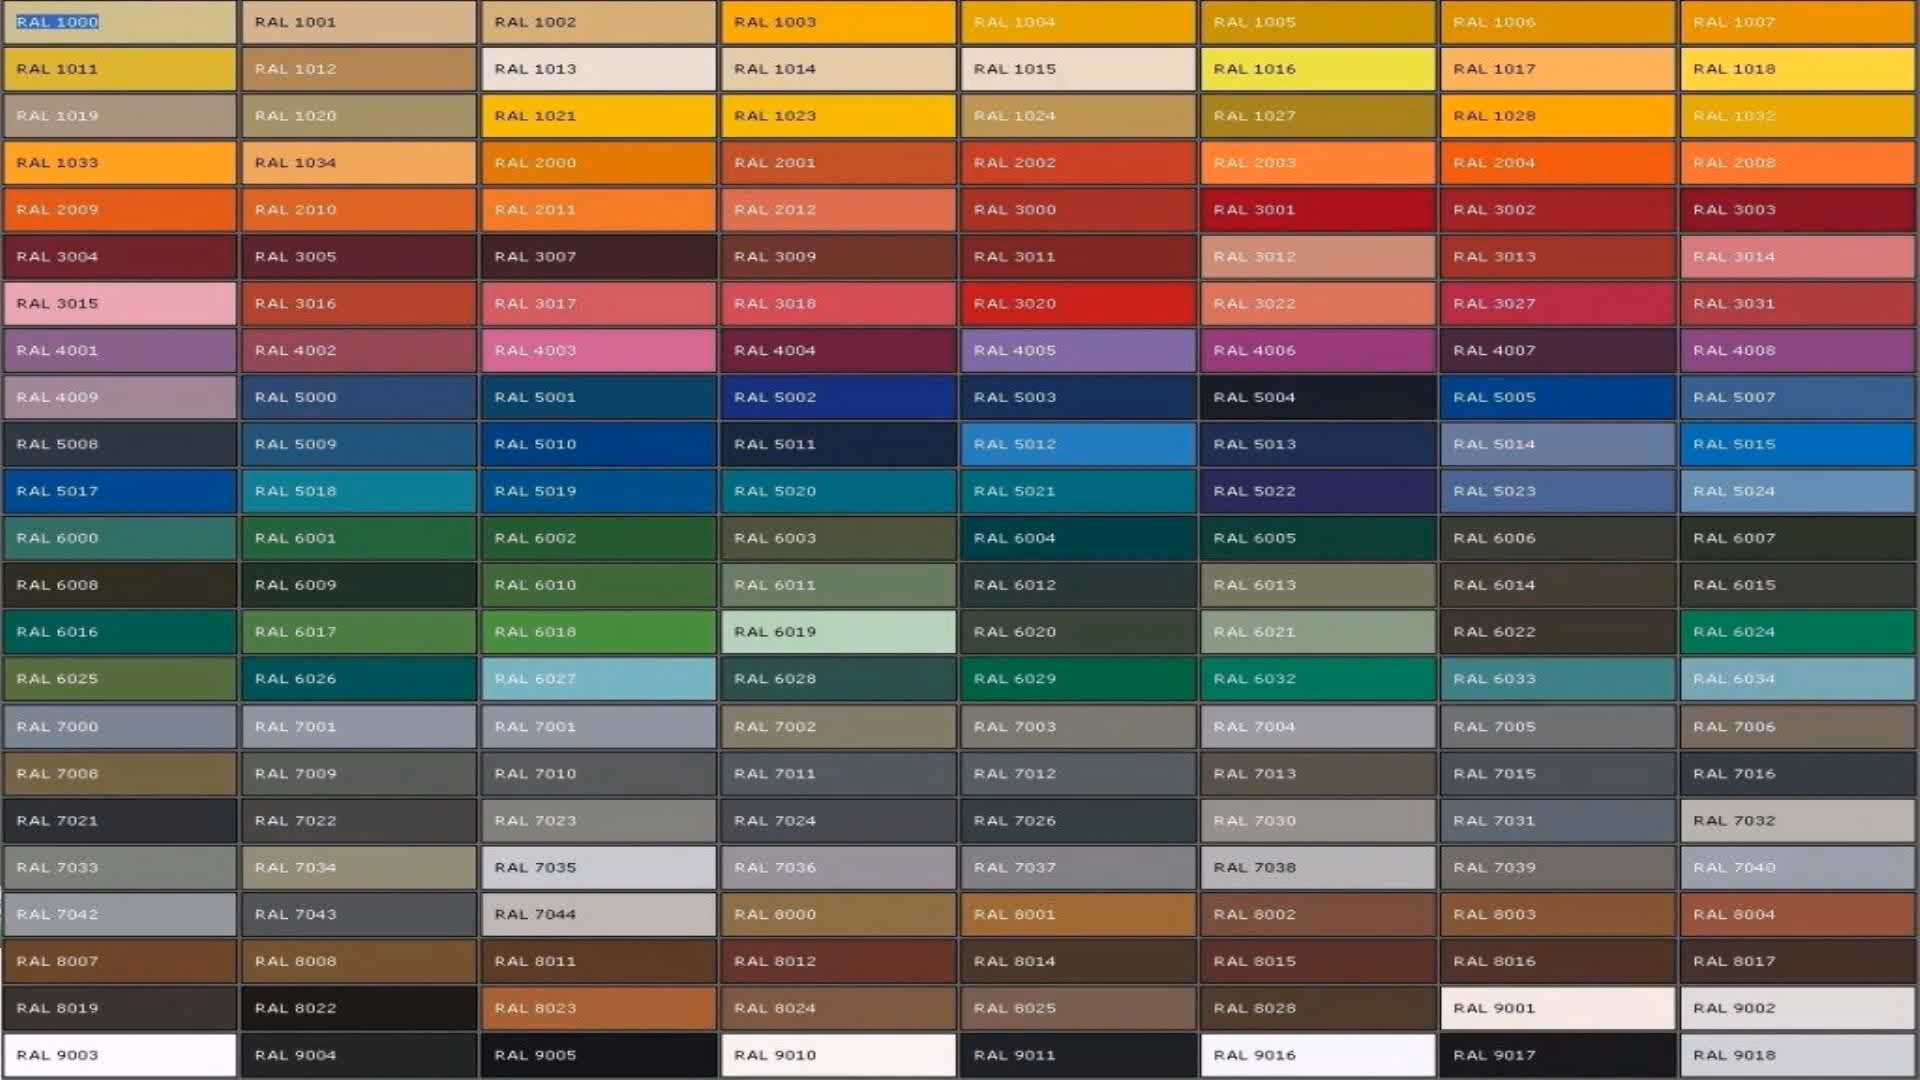 RAL 1000 RAL 1001 RAL 1002 RAL 1003 RAL 1004 RAL 1005 RAL 1006 RAL 1007
RAL 1011 RAL 1012 RAL 1013 RAL 1014 RAL 1015 RAL 1016 RAL 1017 RAL 1018
RAL 1019 RAL 1020 RAL 1021 RAL 1023 RAL 1024 RAL 1027 RAL 1028 RAL 1032
RAL 1033 RAL 1034 RAL 2000 RAL 2001 RAL 2002 RAL 2003 RAL 2004 RAL 2008
RAL 2009 RAL 2010 RAL 2011 RAL 2012 RAL 3000 RAL 3001 RAL 3002 RAL 3003
RAL 3004 RAL 3005 RAL 3007 RAL 3009 RAL 3011 RAL 3012 RAL 3013 RAL 3014
RAL 3015 RAL 3016 RAL 3017 RAL 3018 RAL 3020 RAL 3022 RAL 3027 RAL 3031
RAL 4001 RAL 4002 RAL 4003 RAL 4004 RAL 4005 RAL 4006 RAL 4007 RAL 4008
RAL 4009 RAL 5000 RAL 5001 RAL 5002 RAL 5003 RAL 5004 RAL 5005 RAL 5007
RAL 5008 RAL 5009 RAL 5010 RAL 5011 RAL 5012 RAL 5013 RAL 5014 RAL 5015
RAL 5017 RAL 5018 RAL 5019 RAL 5020 RAL 5021 RAL 5022 RAL 5023 RAL 5024
RAL 6000 RAL 6001 RAL 6002 RAL 6003 RAL 6004 RAL 6005 RAL 6006 RAL 6007
RAL 6008 RAL 6009 RAL 6010 RAL 6011 RAL 6012 RAL 6013 RAL 6014 RAL 6015
RAL 6016 RAL 6017 RAL 6018 RAL 6019 RAL 6020 RAL 6021 RAL 6022 RAL 6024
RAL 6025 RAL 6026 RAL 6027 RAL 6028 RAL 6029 RAL 6032 RAL 6033 RAL 6034
RAL 7000 RAL 7001 RAL 7001 RAL 7002 RAL 7003 RAL 7004 RAL 7005 RAL 7006
RAL 7008 RAL 7009 RAL 7010 RAL 7011 RAL 7012 RAL 7013 RAL 7015 RAL 7016
RAL 7021 RAL 7022 RAL 7023 RAL 7024 RAL 7026 RAL 7030 RAL 7031 RAL 7032
RAL 7033 RAL 7034 RAL 7035 RAL 7036 RAL 7037 RAL 7038 RAL 7039 RAL 7040
RAL 7042 RAL 7043 RAL 7044 RAL 8000 RAL 8001 RAL 8002 RAL 8003 RAL 8004
RAL 8007 RAL 8008 RAL 8011 RAL 8012 RAL 8014 RAL 8015 RAL 8016 RAL 8017
RAL 8019 RAL 8022 RAL 8023 RAL 8024 RAL 8025 RAL 8028 RAL 9001 RAL 9002
RAL 9003 RAL 9004 RAL 9005 RAL 9010 RAL 9011 RAL 9016 RAL 9017 RAL 9018